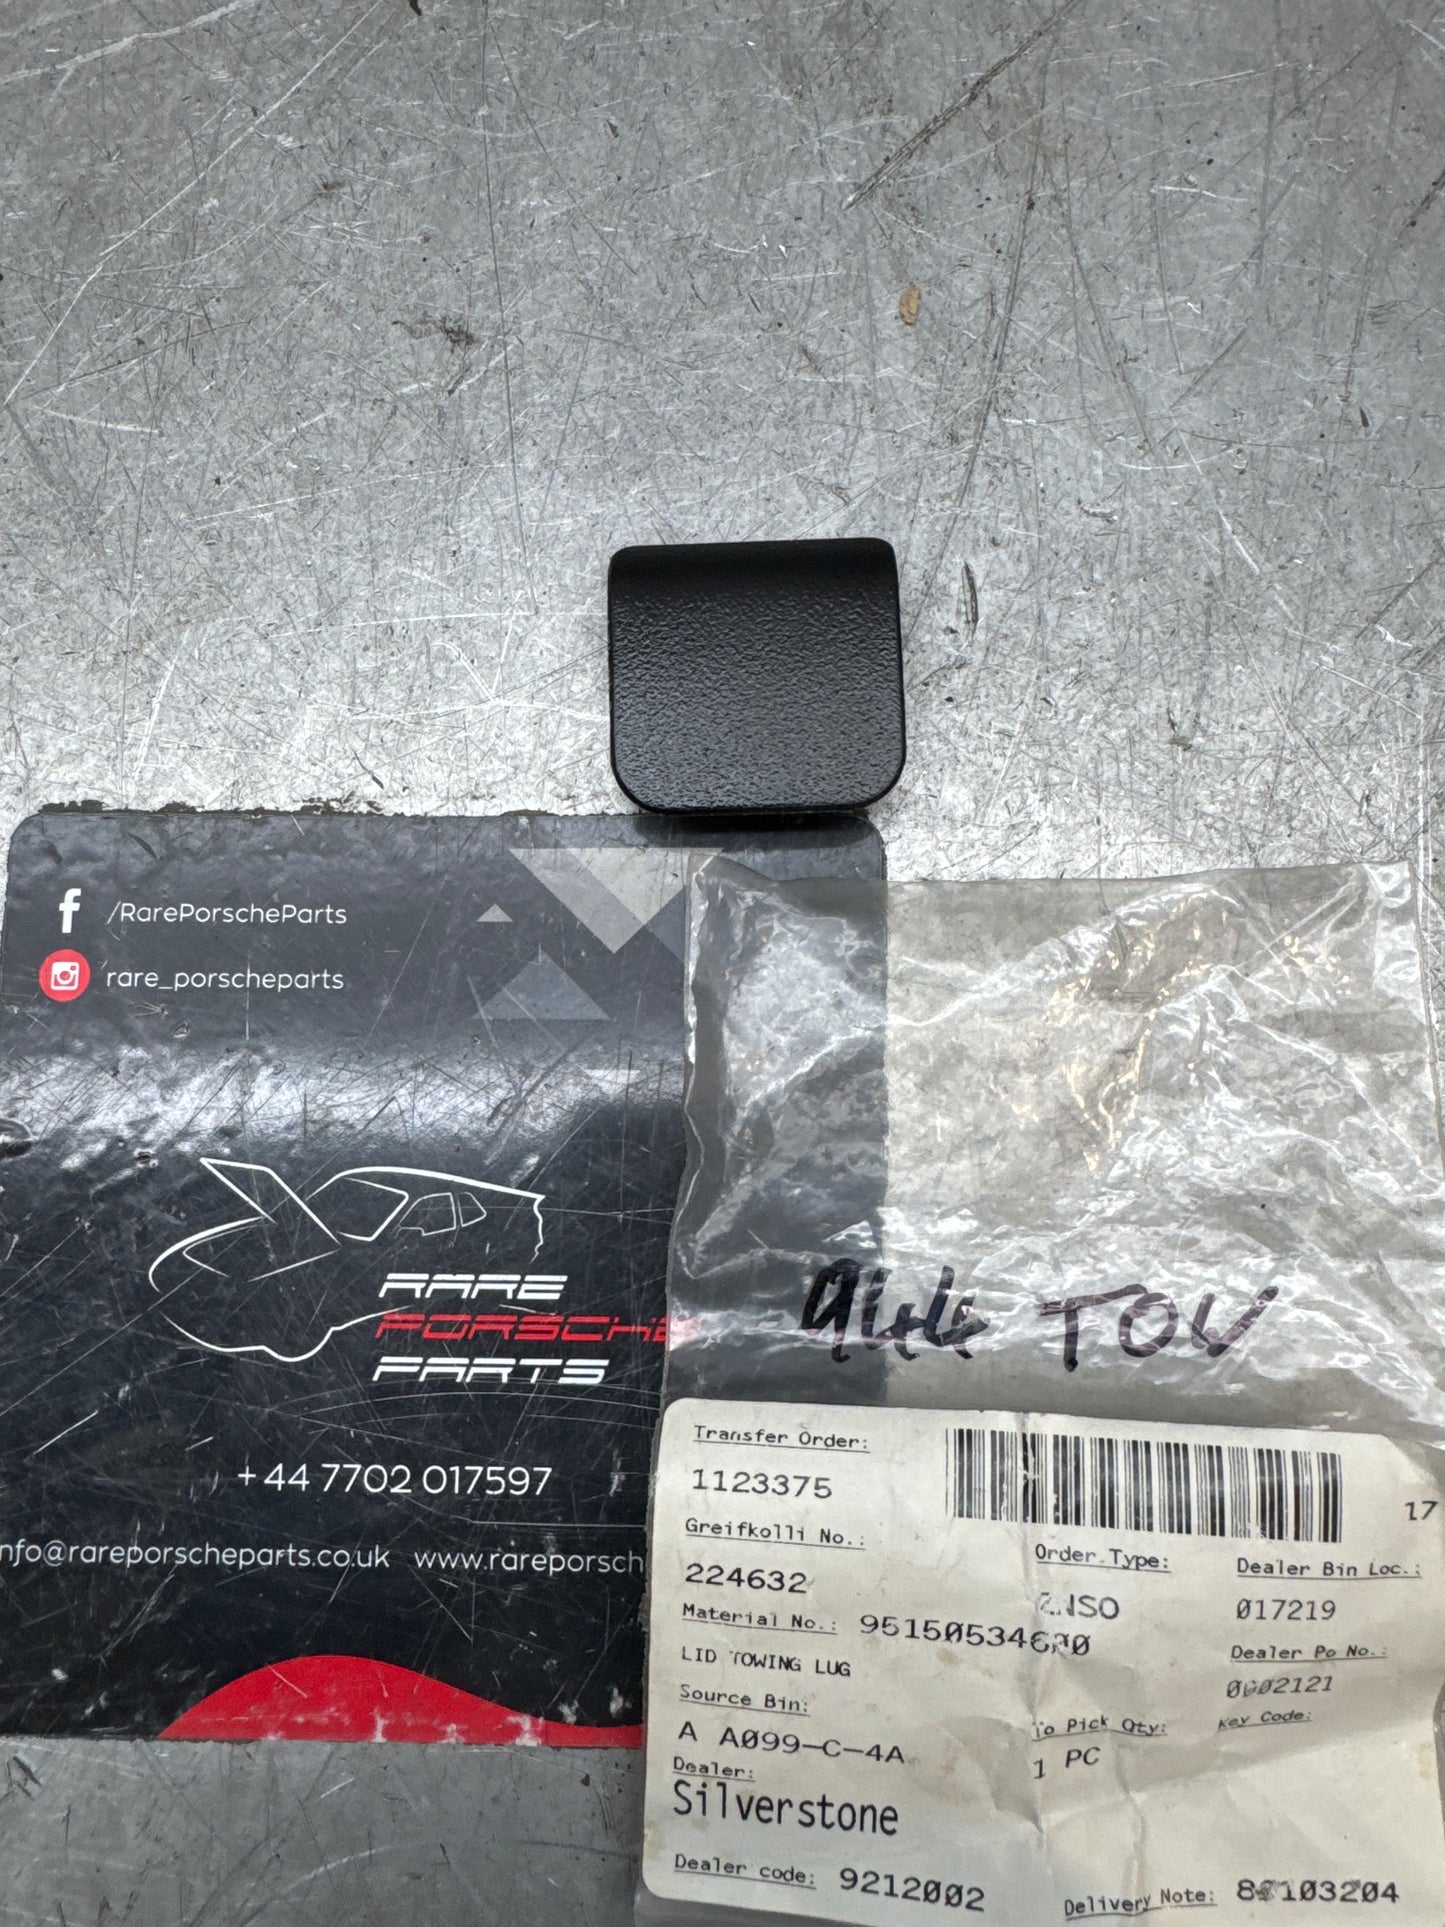 /RarePorscheParts
rare_porscheparts
RARE
PORSCHE
PARTS
+44 7702 017597
nfo@rareporscheparts.co.uk www.rareporsch
944 TOW
Transfer Order:
1123375
17
Greifkolli No.:
224632
Order Type:
Dealer Bin Loc.:
017219
Material No.:
LID TOWING LUG
Dealer Po No.:
Source Bin:
A A099-C-4A
To Pick Qty:
1 PC
Key Code:
Dealer:
Silverstone
Dealer code: 9212002
Delivery Note: